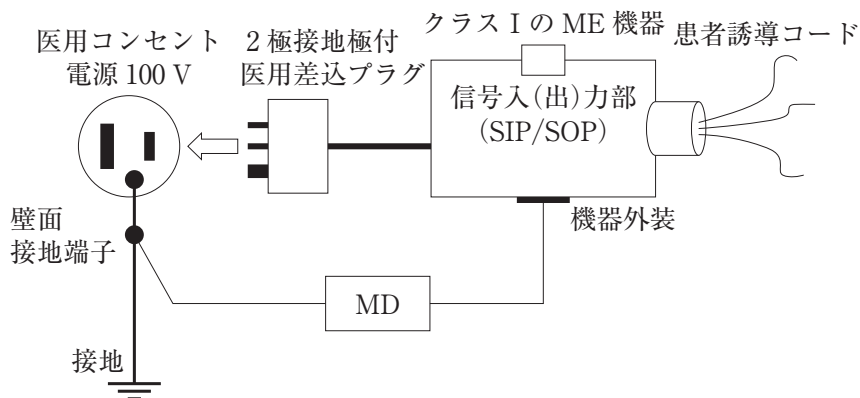 医用コンセント
電源 100 V
2極接地極付
医用差込プラグ
クラス I の ME 機器
患者誘導コード
信号入(出)力部
(SIP/SOP)
機器外装
壁面
接地端子
MD
接地